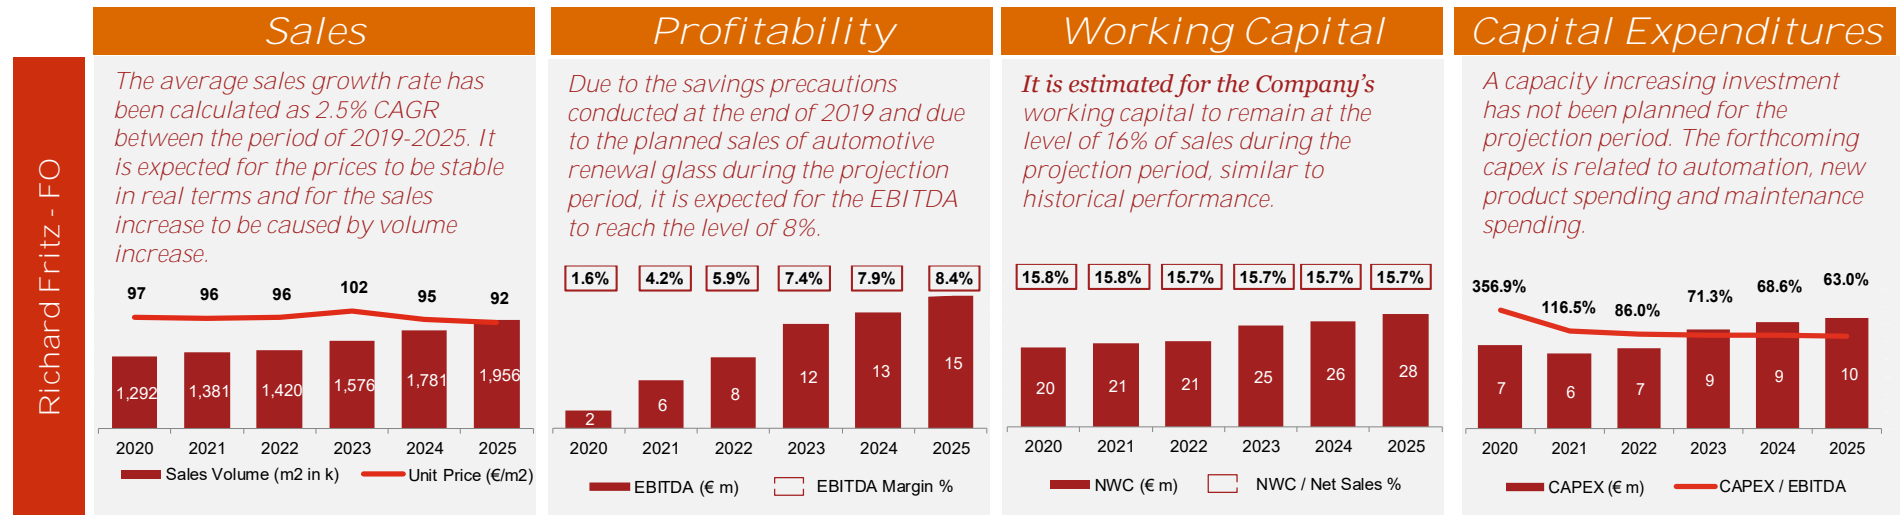 Sales
Profitability
Working Capital
Capital Expenditures
Richard Fritz - FO
The average sales growth rate has
been calculated as 2.5% CAGR
between the period of 2019-2025. It
is expected for the prices to be stable
in real terms and for the sales
increase to be caused by volume
increase.
97 96 96 102 95 92
1,292 1,381 1,420 1,576 1,781 1,956
2020 2021 2022 2023 2024 2025
Sales Volume (m2 in k) Unit Price (€/m2)
Due to the savings precautions
conducted at the end of 2019 and due
to the planned sales of automotive
renewal glass during the projection
period, it is expected for the EBITDA
to reach the level of 8%.
1.6% 4.2% 5.9% 7.4% 7.9% 8.4%
2 6 8 12 13 15
2020 2021 2022 2023 2024 2025
EBITDA (€ m) EBITDA Margin %
It is estimated for the Company’s
working capital to remain at the
level of 16% of sales during the
projection period, similar to
historical performance.
15.8% 15.8% 15.7% 15.7% 15.7% 15.7%
20 21 21 25 26 28
2020 2021 2022 2023 2024 2025
NWC (€ m) NWC / Net Sales %
A capacity increasing investment
has not been planned for the
projection period. The forthcoming
capex is related to automation, new
product spending and maintenance
spending.
356.9% 116.5% 86.0% 71.3% 68.6% 63.0%
7 6 7 9 9 10
2020 2021 2022 2023 2024 2025
CAPEX (€ m) CAPEX / EBITDA